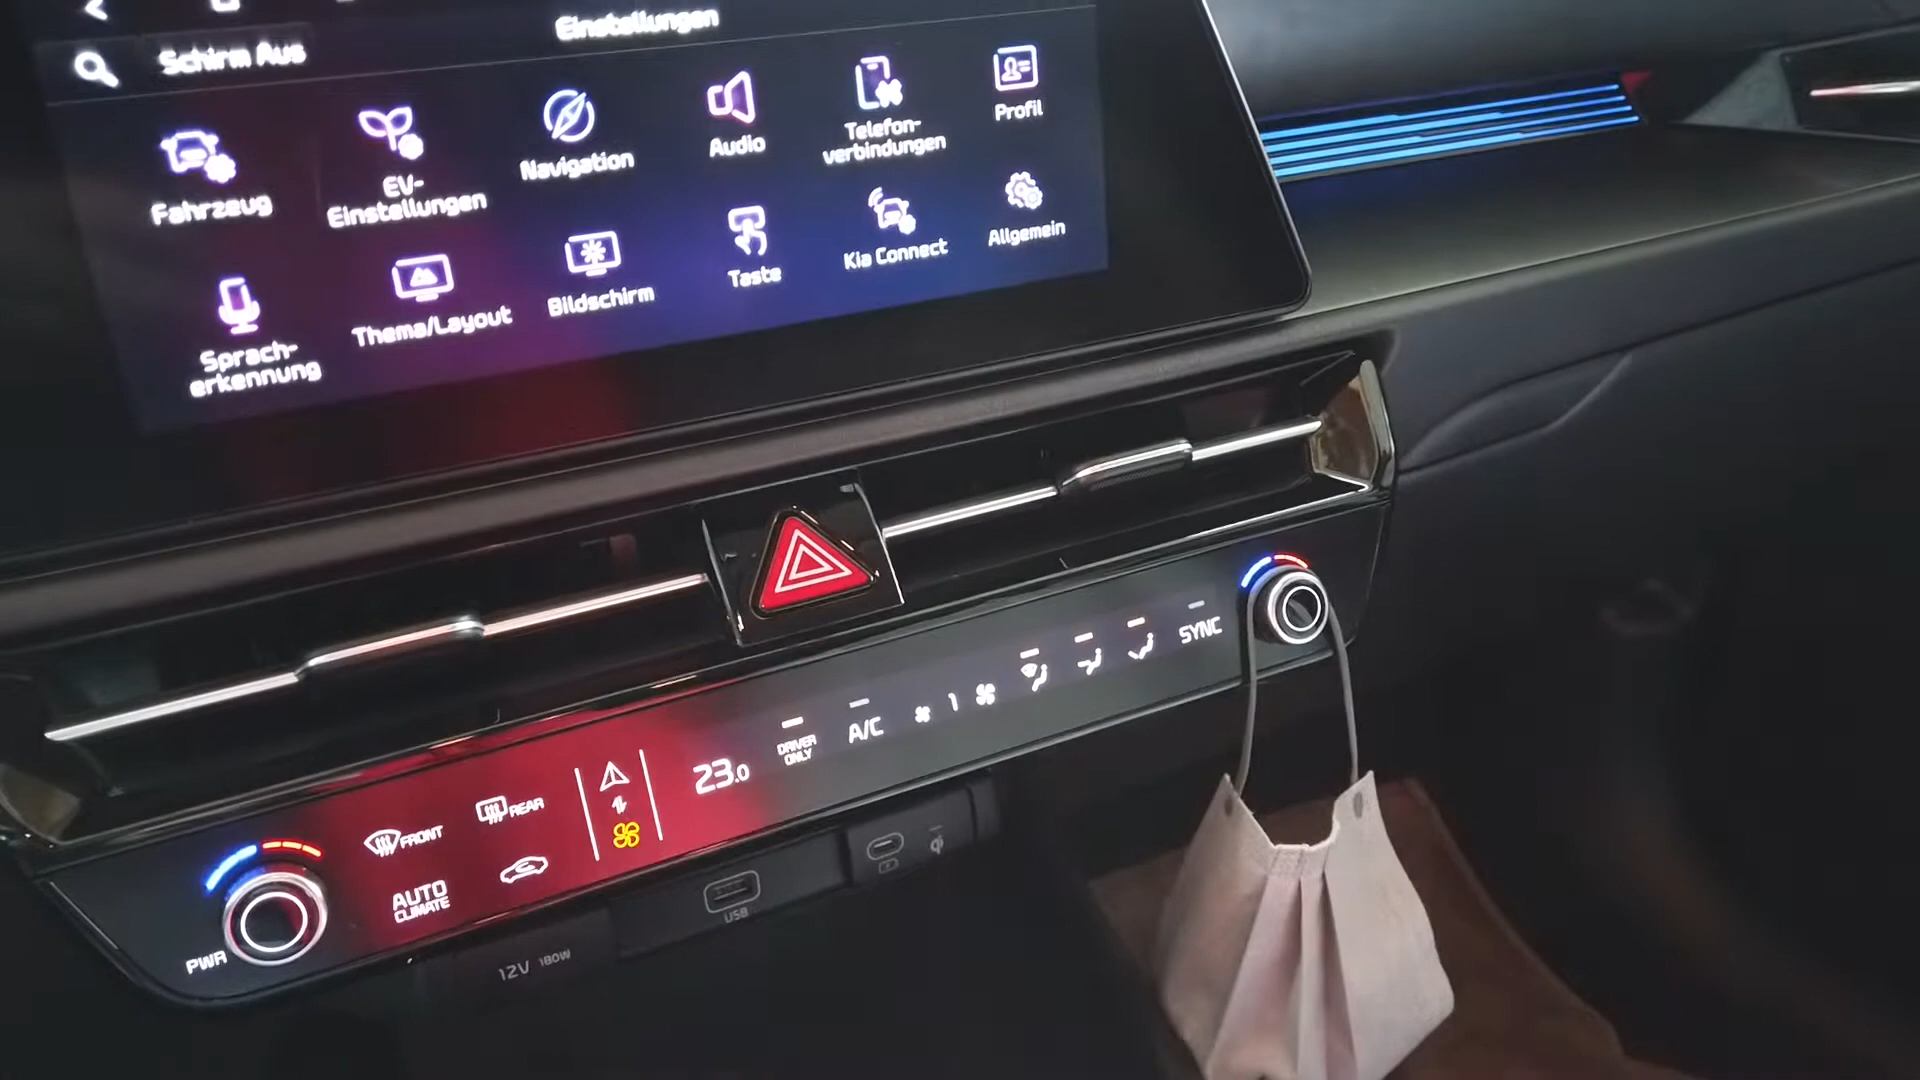 Einstellungen
Schirm Aus
Fahrzeug
EV-
Einstellungen
Navigation
Audio
Telefon-
verbindungen
Profil
Sprach-
erkennung
Thema/Layout
Bildschirm
Taste
Kia Connect
Allgemein
PWR
FRONT
REAR
AUTO
CLIMATE
23.0
DRIVER
ONLY
A/C
1
SYNC
12V 180W
USB